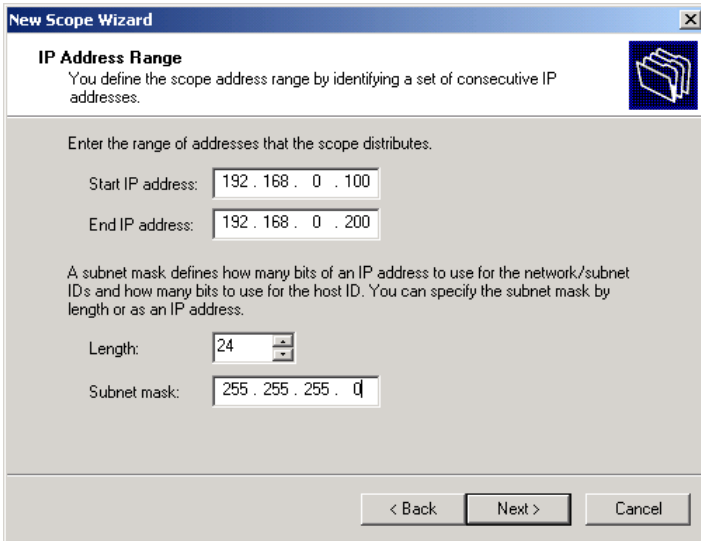 New Scope Wizard
IP Address Range
You define the scope address range by identifying a set of consecutive IP
addresses.
Enter the range of addresses that the scope distributes.
Start IP address: 192 . 168 . 0 . 100
End IP address: 192 . 168 . 0 . 200
A subnet mask defines how many bits of an IP address to use for the network/subnet
IDs and how many bits to use for the host ID. You can specify the subnet mask by
length or as an IP address.
Length: 24
Subnet mask: 255 . 255 . 255 . 0
< Back Next > Cancel